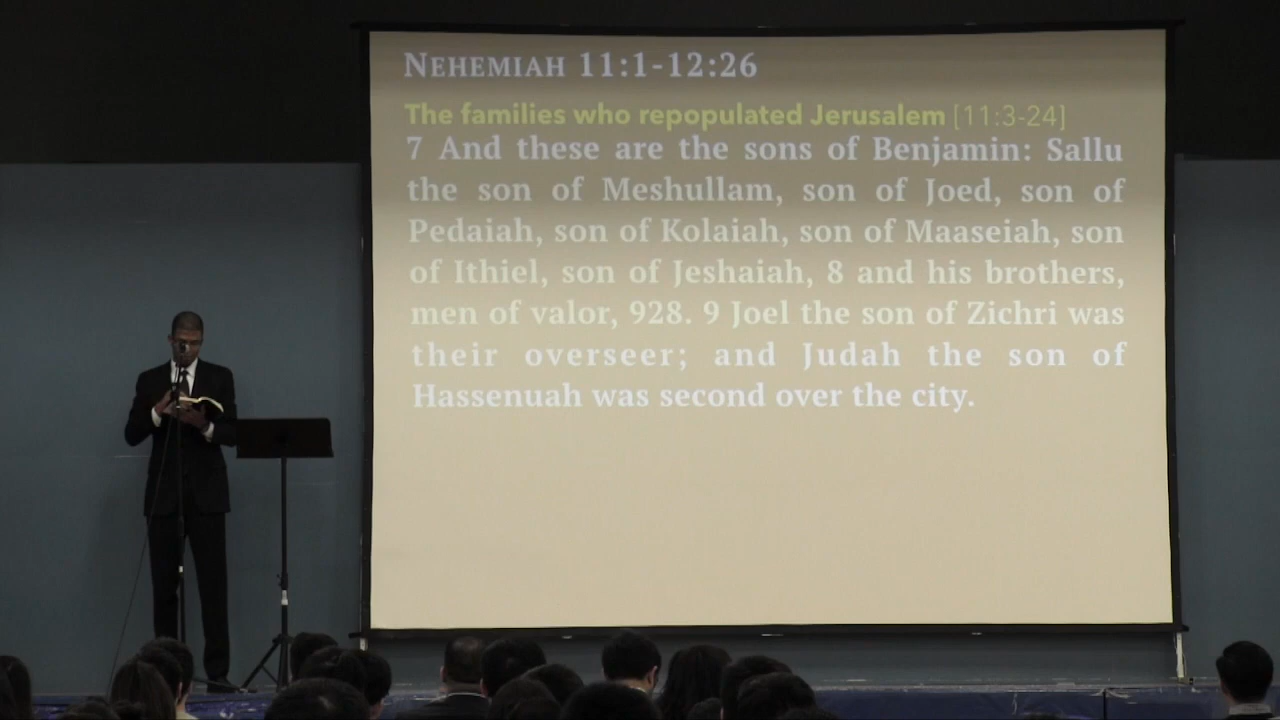 NEHEMIAH 11:1-12:26
The families who repopulated Jerusalem [11:3-24]
7 And these are the sons of Benjamin: Sallu
the son of Meshullam, son of Joed, son of
Pedaiah, son of Kolaiah, son of Maaseiah, son
of Ithiel, son of Jeshaiah, 8 and his brothers,
men of valor, 928. 9 Joel the son of Zichri was
their overseer; and Judah the son of
Hassenuah was second over the city.